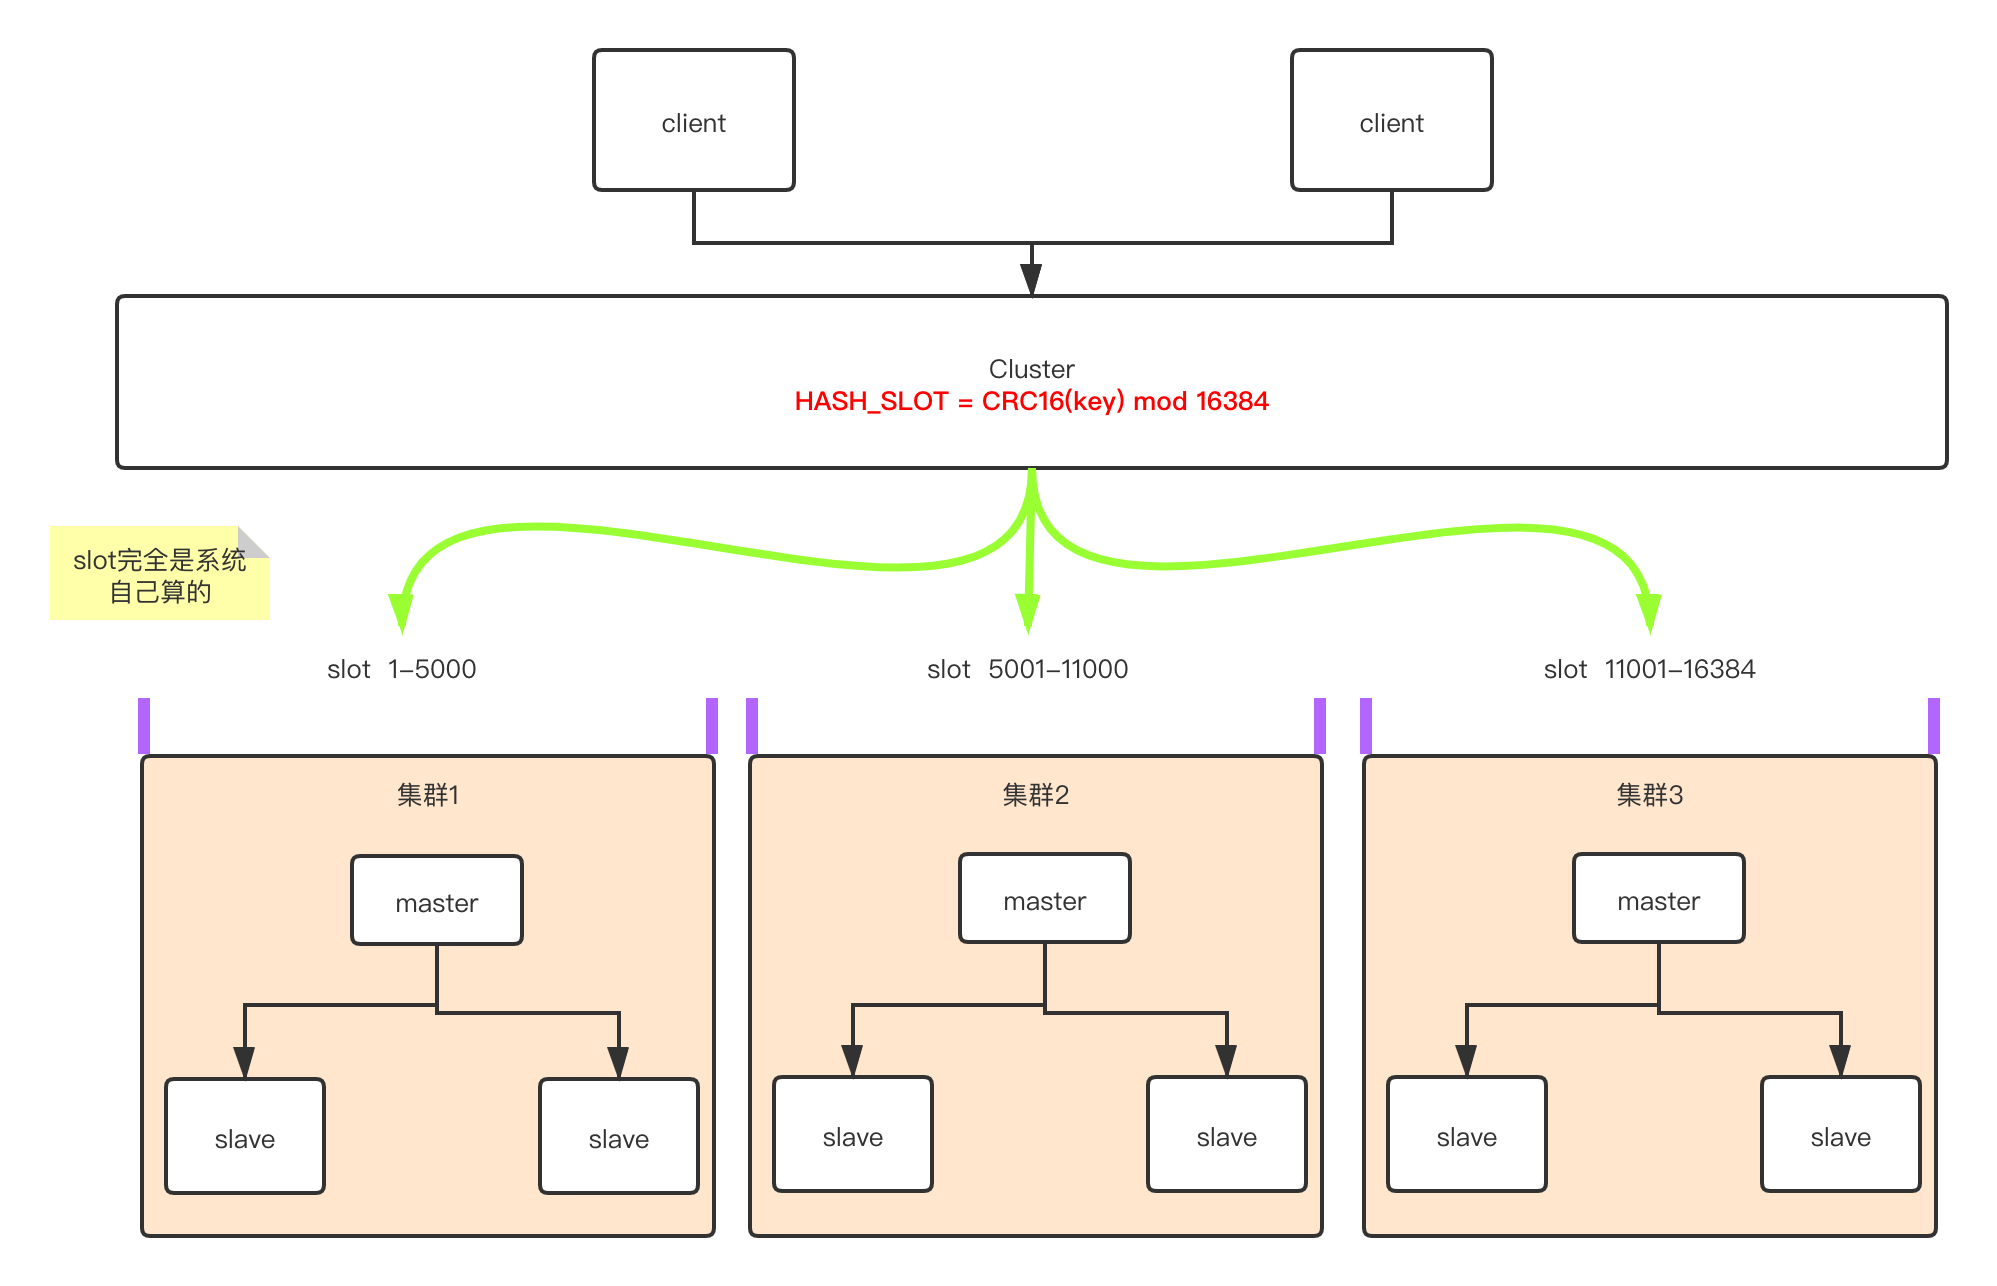 client
client
Cluster
HASH_SLOT = CRC16(key) mod 16384
slot完全是系统
自己算的
slot 1-5000
slot 5001-11000
slot 11001-16384
集群1
集群2
集群3
master
master
master
slave
slave
slave
slave
slave
slave